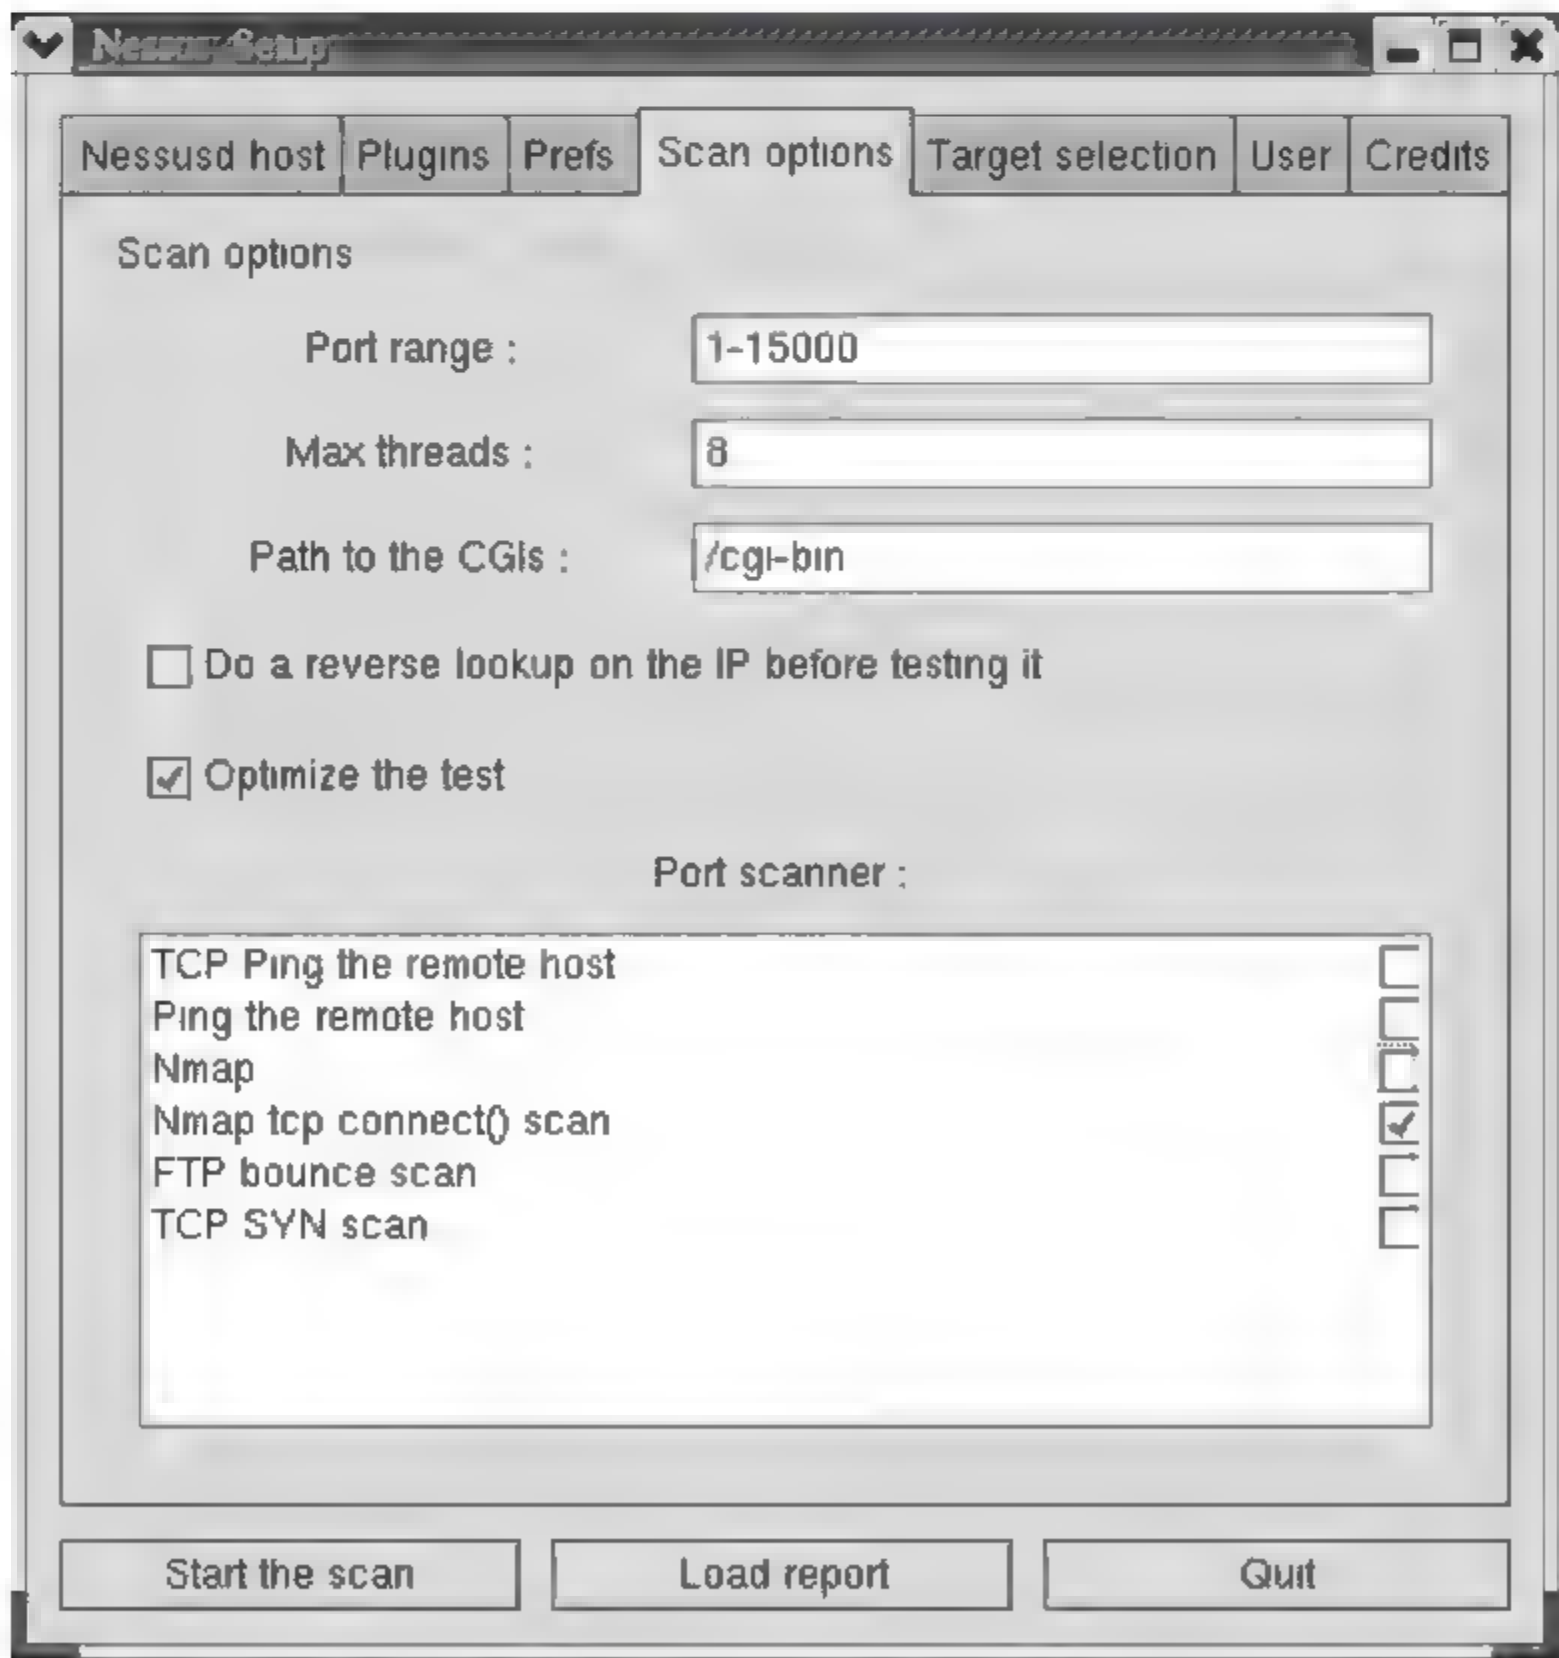 Nessus Setup
Nessusd host Plugins Prefs Scan options Target selection User Credits
Scan options
Port range : 1-15000
Max threads : 8
Path to the CGIs : /cgi-bin
Do a reverse lookup on the IP before testing it
Optimize the test
Port scanner :
TCP Ping the remote host
Ping the remote host
Nmap
Nmap tcp connect() scan
FTP bounce scan
TCP SYN scan
Start the scan Load report Quit